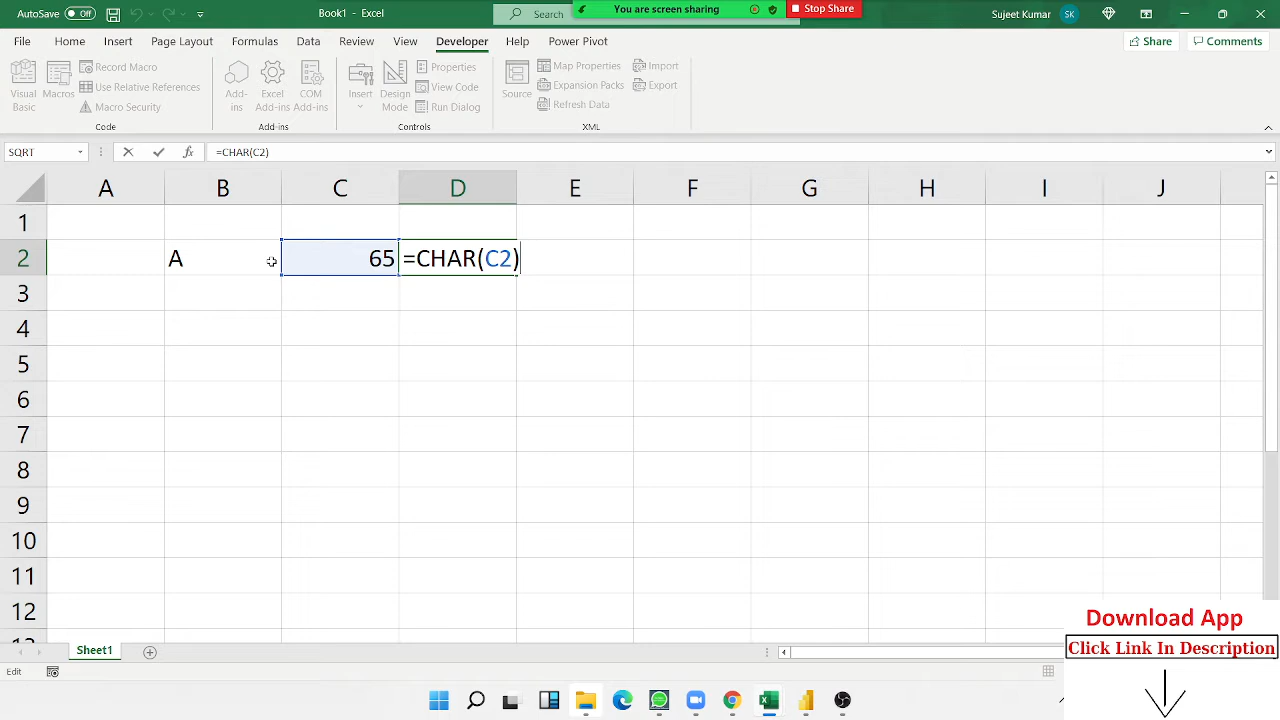 AutoSave Off Book1 - Excel Search You are screen sharing Stop Share Sujeet Kumar SK
File Home Insert Page Layout Formulas Data Review View Developer Help Power Pivot Share Comments
Visual Basic Macros Record Macro Use Relative References Macro Security
Code
Add-ins Excel Add-ins COM Add-ins
Add-ins
Insert Design Mode Properties View Code Run Dialog
Controls
Source Map Properties Expansion Packs Refresh Data Import Export
XML
SQRT fx =CHAR(C2)
A B C D E F G H I J
1
2 A 65 =CHAR(C2)
3
4
5
6
7
8
9
10
11
12
Sheet1
Edit
Download App
Click Link In Description